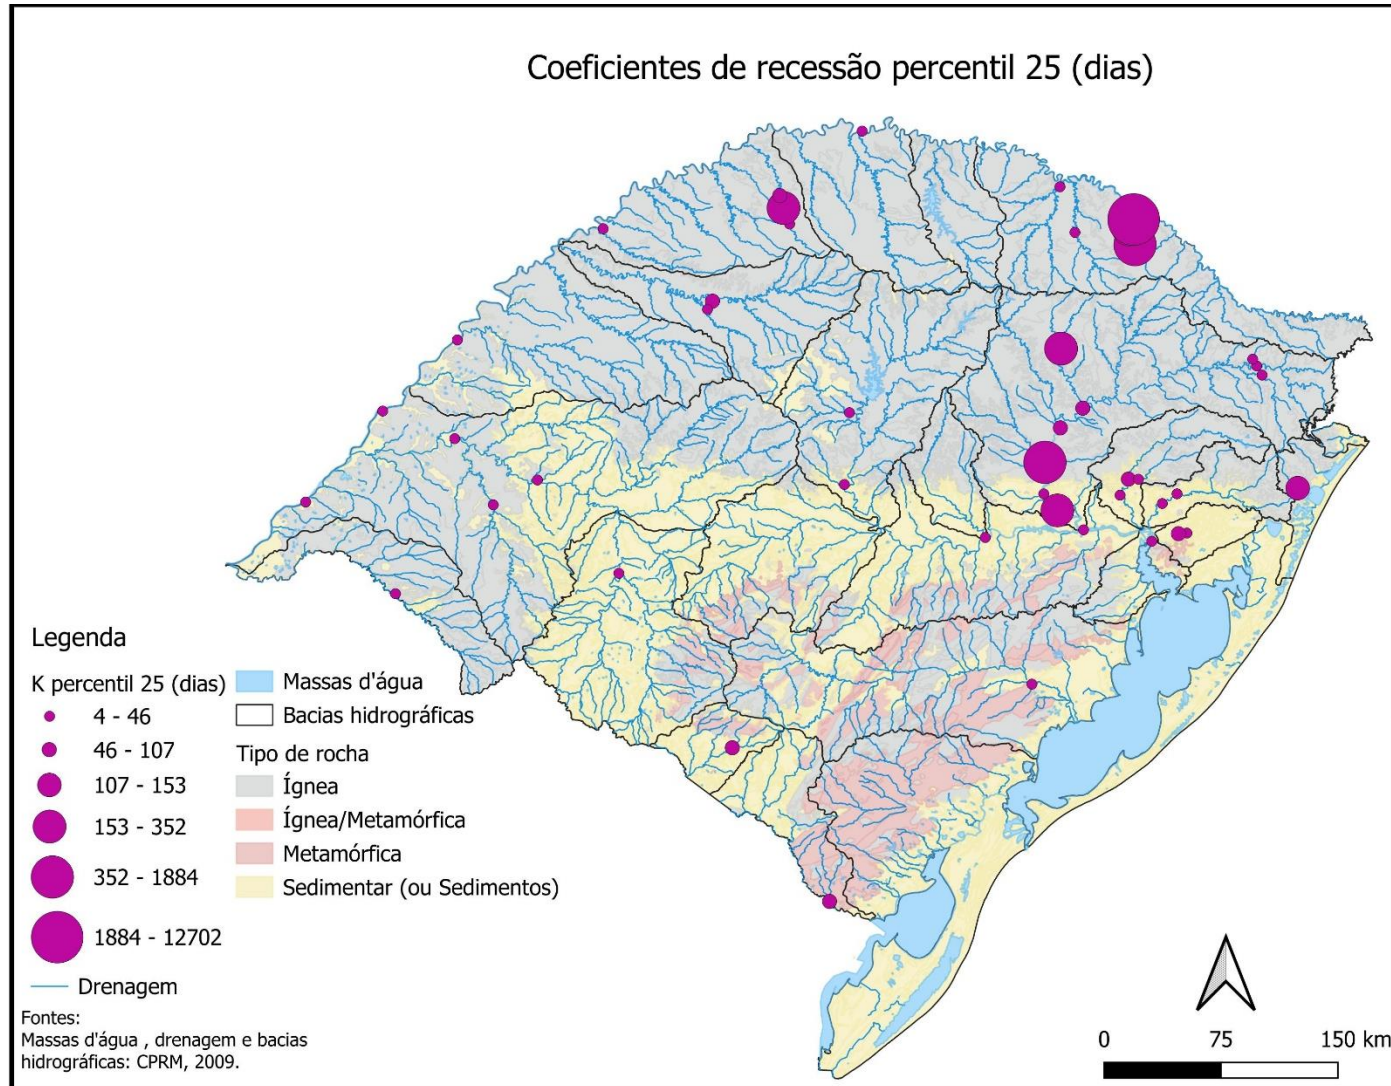 Coeficientes de recessão percentil 25 (dias)
Legenda
K percentil 25 (dias)
4 - 46
46 - 107
107 - 153
153 - 352
352 - 1884
1884 - 12702
Drenagem
Massas d'água
Bacias hidrográficas
Tipo de rocha
Ígnea
Ígnea/Metamórfica
Metamórfica
Sedimentar (ou Sedimentos)
Fontes:
Massas d'água , drenagem e bacias
hidrográficas: CPRM, 2009.
0 75 150 km